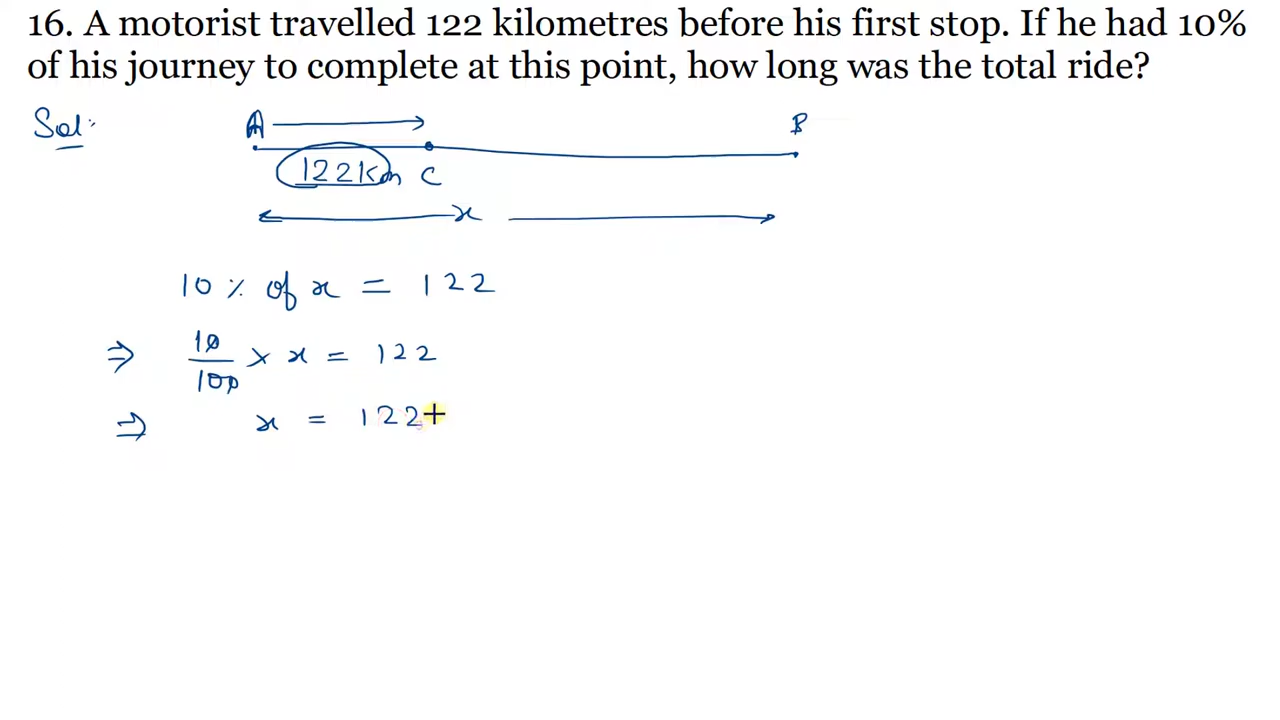 16. A motorist travelled 122 kilometres before his first stop. If he had 10%
of his journey to complete at this point, how long was the total ride?
Sol:
A B
122Km C
x
10% of x = 122
⇒ 10/100 × x = 122
⇒ x = 122